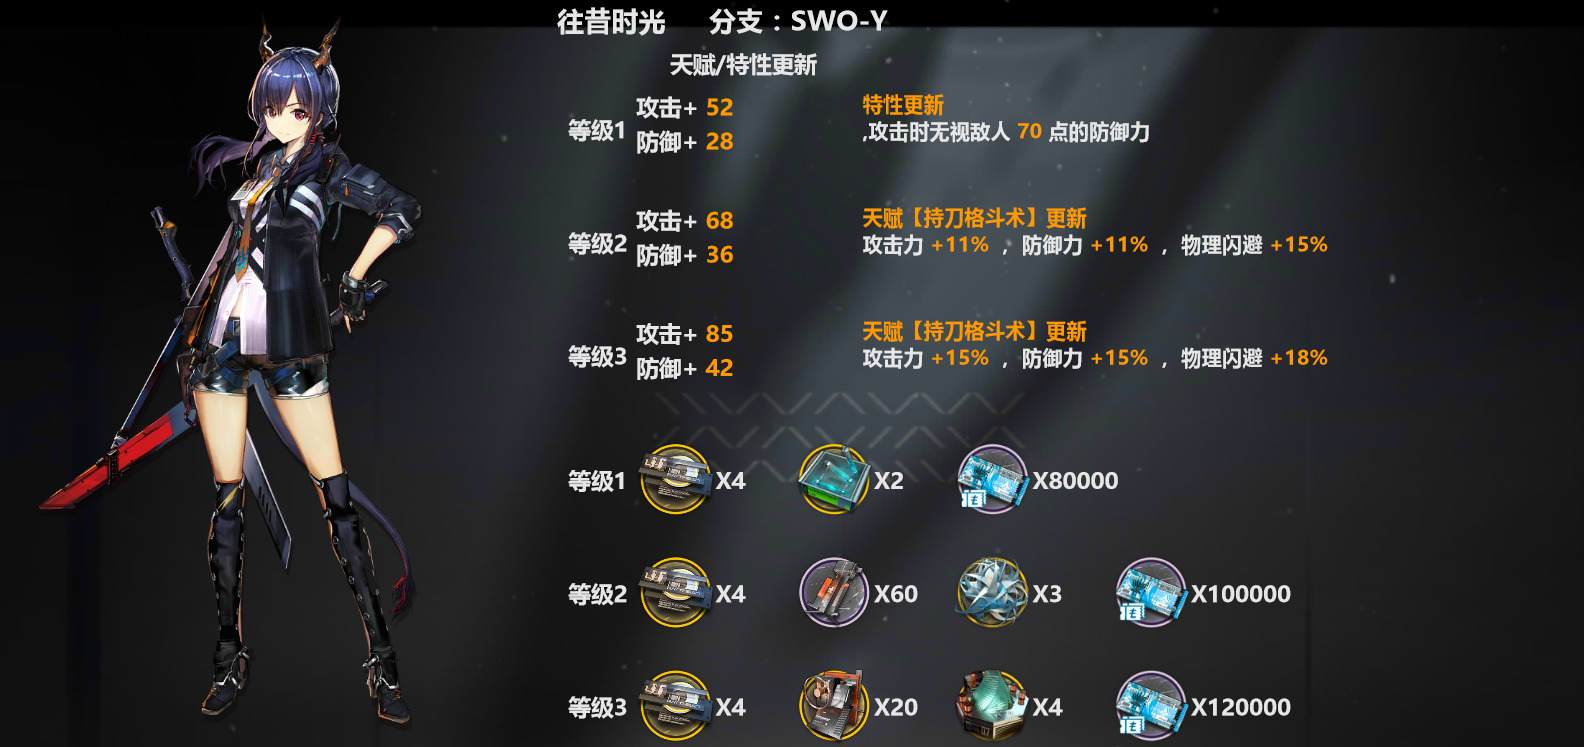 往昔时光 分支：SWO-Y
天赋/特性更新
等级1
攻击+ 52
防御+ 28
特性更新
,攻击时无视敌人 70 点的防御力
等级2
攻击+ 68
防御+ 36
天赋【持刀格斗术】更新
攻击力 +11% ，防御力 +11% ，物理闪避 +15%
等级3
攻击+ 85
防御+ 42
天赋【持刀格斗术】更新
攻击力 +15% ，防御力 +15% ，物理闪避 +18%
等级1 X4 X2 X80000
等级2 X4 X60 X3 X100000
等级3 X4 X20 X4 X120000